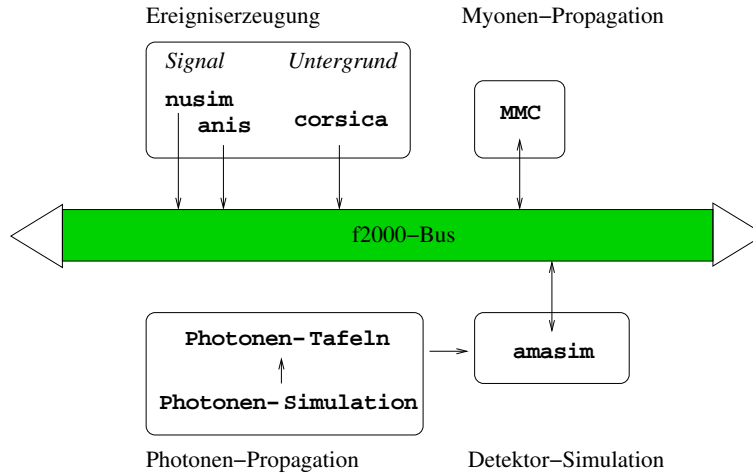 Ereigniserzeugung
Myonen-Propagation
Signal
Untergrund
nusim
anis
corsica
MMC
f2000-Bus
Photonen-Tafeln
Photonen-Simulation
amasim
Photonen-Propagation
Detektor-Simulation